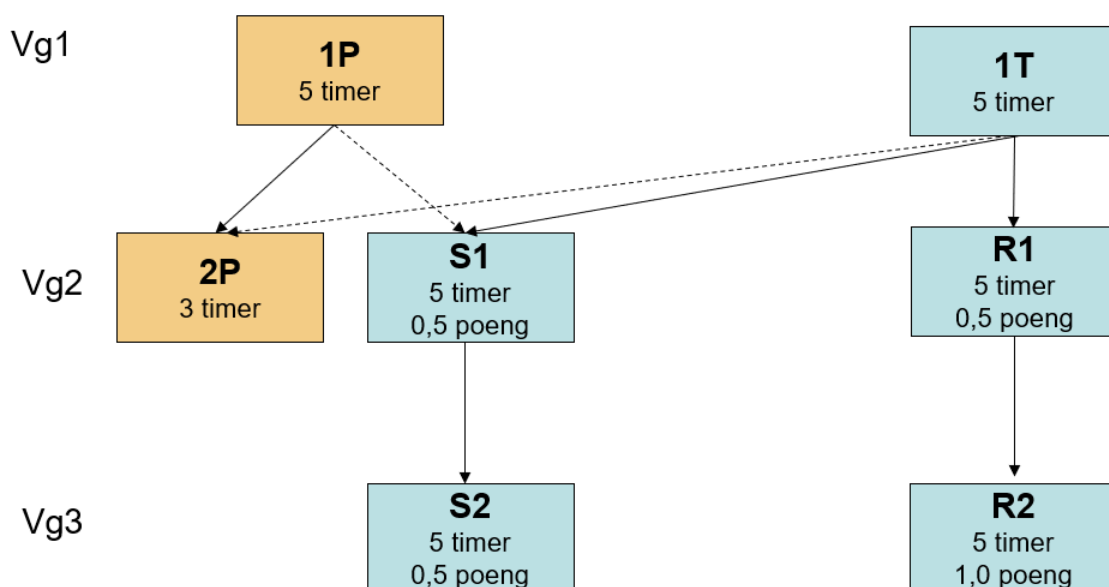 Vg1
1P
5 timer
1T
5 timer
Vg2
2P
3 timer
S1
5 timer
0,5 poeng
R1
5 timer
0,5 poeng
Vg3
S2
5 timer
0,5 poeng
R2
5 timer
1,0 poeng